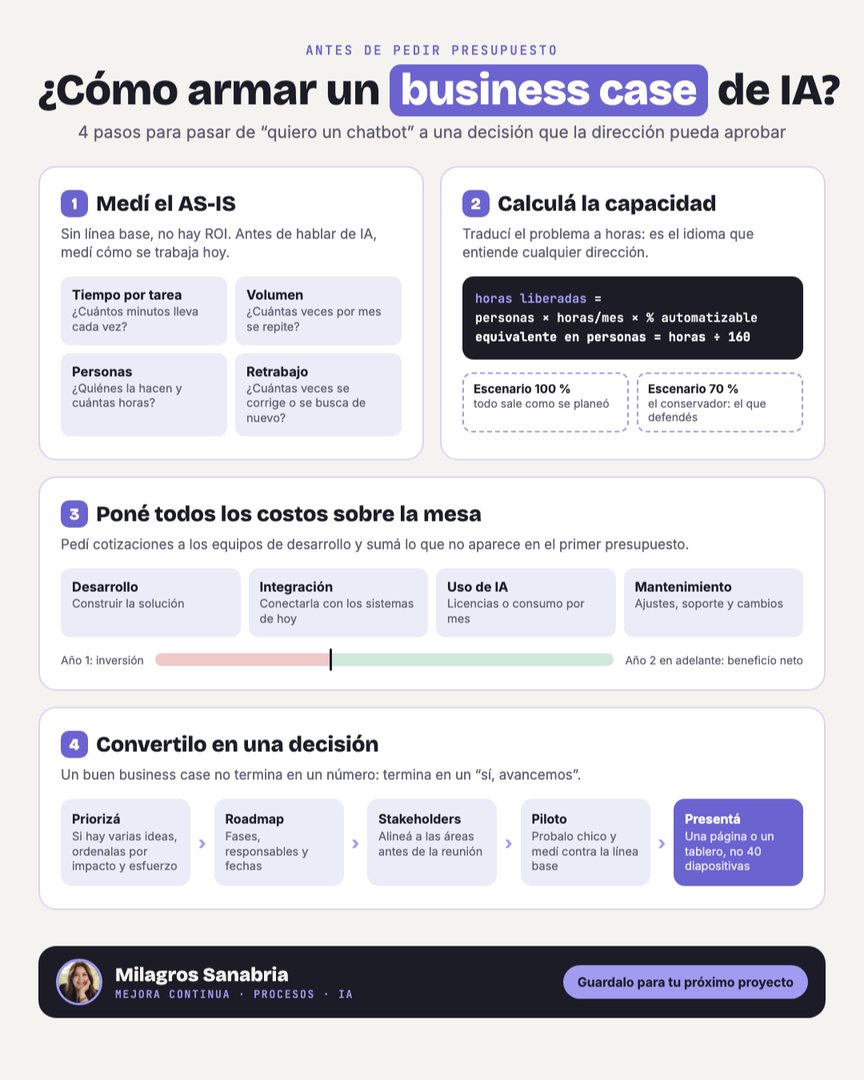 ANTES DE PEDIR PRESUPUESTO
¿Cómo armar un business case de IA?
4 pasos para pasar de “quiero un chatbot” a una decisión que la dirección pueda aprobar
1 Medí el AS-IS
Sin línea base, no hay ROI. Antes de hablar de IA,
medí cómo se trabaja hoy.
Tiempo por tarea
¿Cuántos minutos lleva
cada vez?
Volumen
¿Cuántas veces por mes
se repite?
Personas
¿Quiénes la hacen y
cuántas horas?
Retrabajo
¿Cuántas veces se
corrige o se busca de
nuevo?
2 Calculá la capacidad
Traducí el problema a horas: es el idioma que
entiende cualquier dirección.
horas liberadas =
personas × horas/mes × % automatizable
equivalente en personas = horas ÷ 160
Escenario 100 %
todo sale como se planeó
Escenario 70 %
el conservador: el que
defendés
3 Poné todos los costos sobre la mesa
Pedí cotizaciones a los equipos de desarrollo y sumá lo que no aparece en el primer presupuesto.
Desarrollo
Construir la solución
Integración
Conectarla con los sistemas
de hoy
Uso de IA
Licencias o consumo por
mes
Mantenimiento
Ajustes, soporte y cambios
Año 1: inversión
Año 2 en adelante: beneficio neto
4 Convertilo en una decisión
Un buen business case no termina en un número: termina en un “sí, avancemos”.
Priorizá
Si hay varias ideas,
ordenalas por
impacto y esfuerzo
›
Roadmap
Fases,
responsables y
fechas
›
Stakeholders
Alineá a las áreas
antes de la reunión
›
Piloto
Probalo chico y
medí contra la línea
base
›
Presentá
Una página o un
tablero, no 40
diapositivas
Milagros Sanabria
MEJORA CONTINUA · PROCESOS · IA
Guardalo para tu próximo proyecto